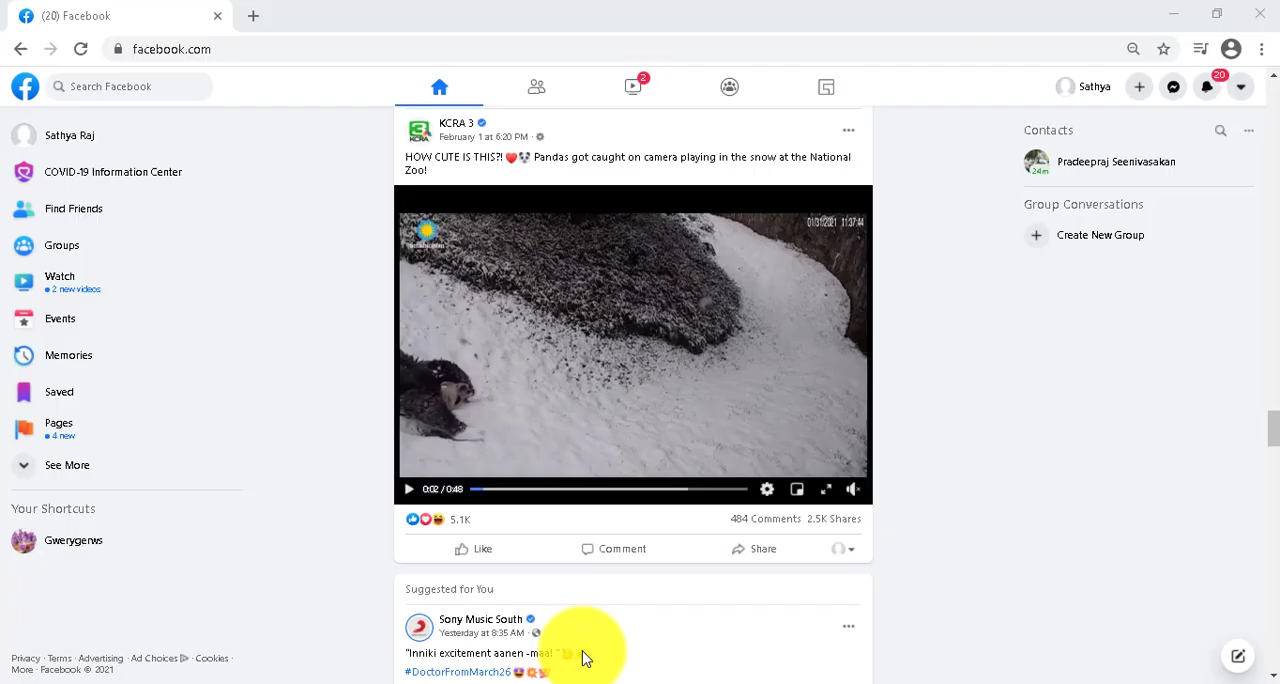 (20) Facebook
facebook.com
Search Facebook
2
Sathya
20
Sathya Raj
COVID-19 Information Center
Find Friends
Groups
Watch
2 new videos
Events
Memories
Saved
Pages
4 new
See More
Your Shortcuts
Gwerygerws
Privacy · Terms · Advertising · Ad Choices · Cookies ·
More · Facebook © 2021
KCRA 3
February 1 at 6:20 PM ·
HOW CUTE IS THIS?! ❤️🐼 Pandas got caught on camera playing in the snow at the National
Zoo!
01/31/2021 11:37:44
0:02 / 0:48
5.1K
484 Comments 2.5K Shares
Like
Comment
Share
Suggested for You
Sony Music South
Yesterday at 8:35 AM ·
"Inniki excitement aanen -maa! "
#DoctorFromMarch26
Contacts
24m
Pradeepraj Seenivasakan
Group Conversations
Create New Group